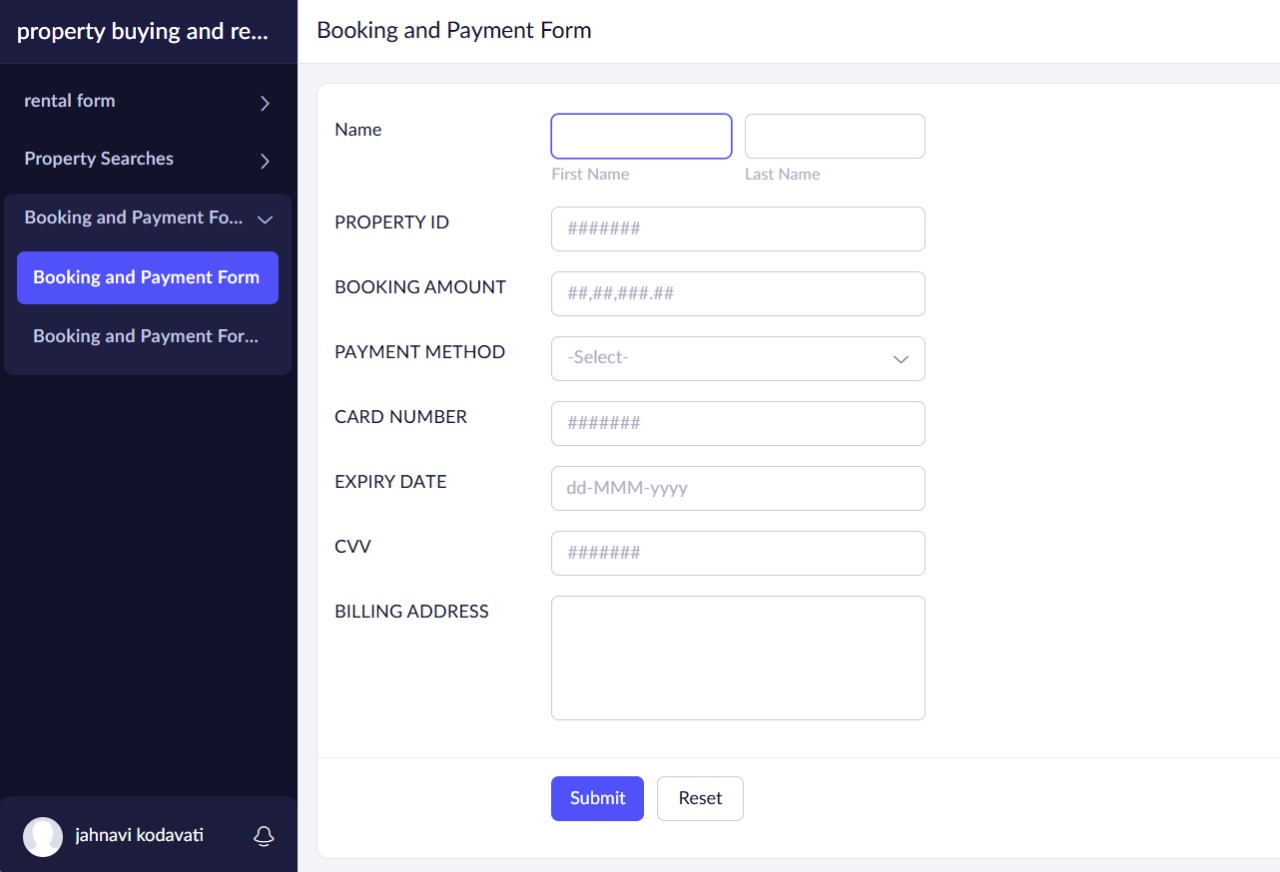 property buying and re...
Booking and Payment Form
rental form
Property Searches
Booking and Payment Fo...
Booking and Payment Form
Booking and Payment For...
jahnavi kodavati
Name
First Name
Last Name
PROPERTY ID
#######
BOOKING AMOUNT
##,##,###.##
PAYMENT METHOD
-Select-
CARD NUMBER
#######
EXPIRY DATE
dd-MMM-yyyy
CVV
#######
BILLING ADDRESS
Submit
Reset